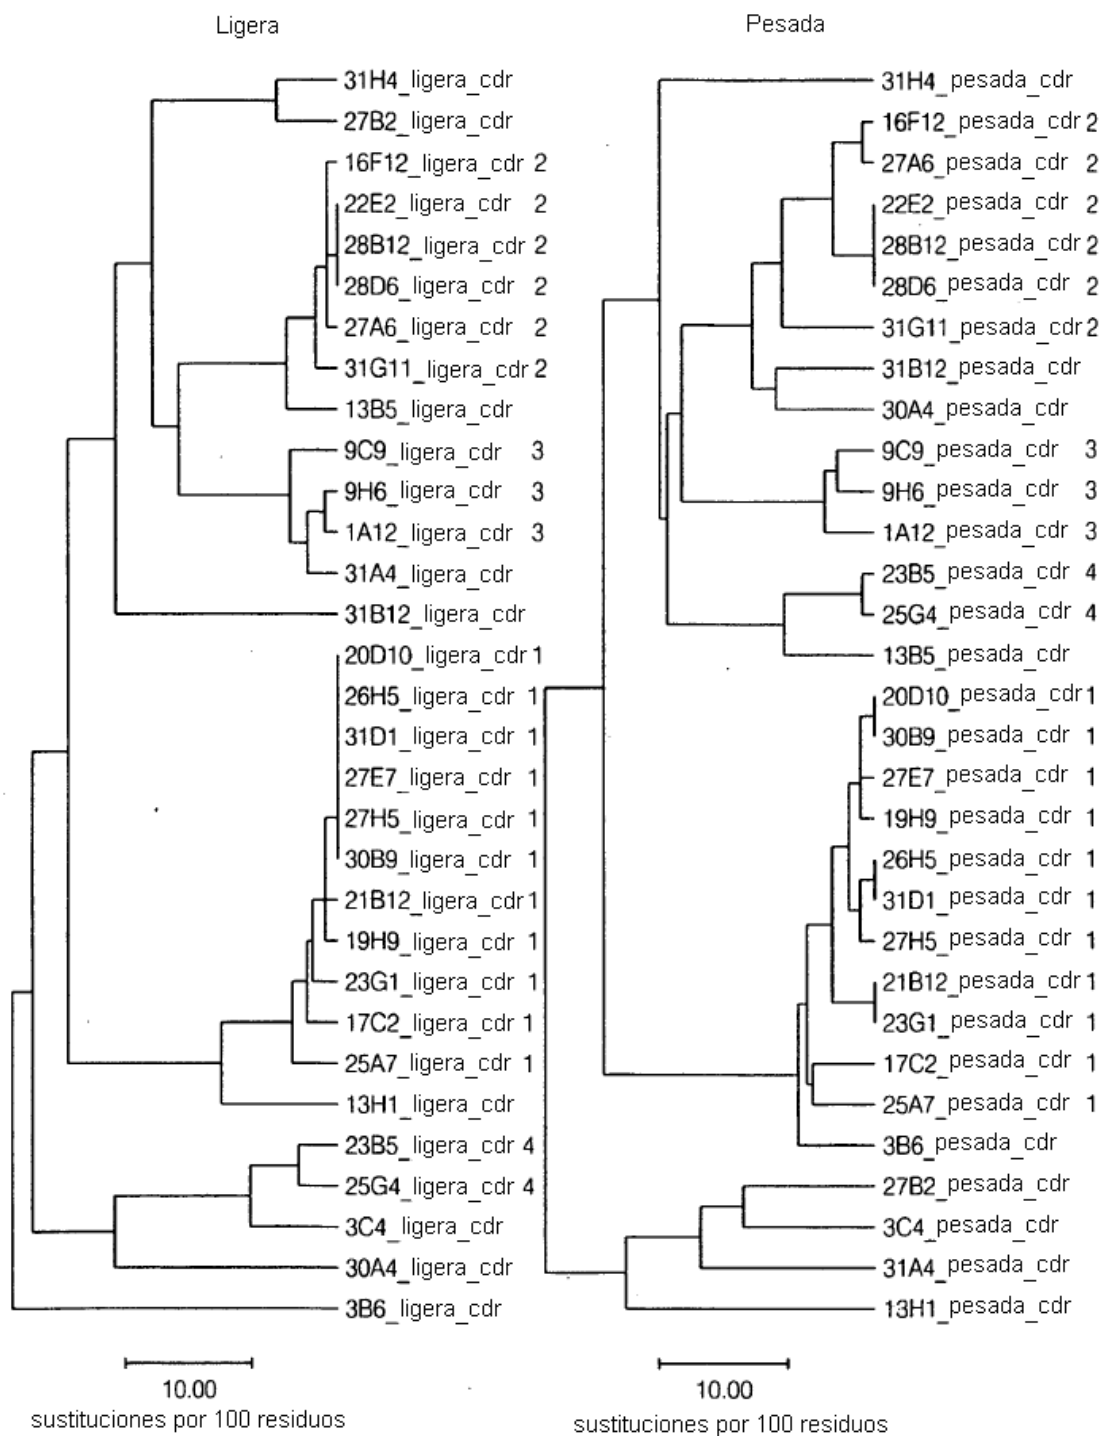 Ligera
31H4_ligera_cdr
27B2_ligera_cdr
16F12_ligera_cdr 2
22E2_ligera_cdr 2
28B12_ligera_cdr 2
28D6_ligera_cdr 2
27A6_ligera_cdr 2
31G11_ligera_cdr 2
13B5_ligera_cdr
9C9_ligera_cdr 3
9H6_ligera_cdr 3
1A12_ligera_cdr 3
31A4_ligera_cdr
31B12_ligera_cdr
20D10_ligera_cdr 1
26H5_ligera_cdr 1
31D1_ligera_cdr 1
27E7_ligera_cdr 1
27H5_ligera_cdr 1
30B9_ligera_cdr 1
21B12_ligera_cdr 1
19H9_ligera_cdr 1
23G1_ligera_cdr 1
17C2_ligera_cdr 1
25A7_ligera_cdr 1
13H1_ligera_cdr
23B5_ligera_cdr 4
25G4_ligera_cdr 4
3C4_ligera_cdr
30A4_ligera_cdr
3B6_ligera_cdr
10.00
sustituciones por 100 residuos
Pesada
31H4_pesada_cdr
16F12_pesada_cdr 2
27A6_pesada_cdr 2
22E2_pesada_cdr 2
28B12_pesada_cdr 2
28D6_pesada_cdr 2
31G11_pesada_cdr 2
31B12_pesada_cdr
30A4_pesada_cdr
9C9_pesada_cdr 3
9H6_pesada_cdr 3
1A12_pesada_cdr 3
23B5_pesada_cdr 4
25G4_pesada_cdr 4
13B5_pesada_cdr
20D10_pesada_cdr 1
30B9_pesada_cdr 1
27E7_pesada_cdr 1
19H9_pesada_cdr 1
26H5_pesada_cdr 1
31D1_pesada_cdr 1
27H5_pesada_cdr 1
21B12_pesada_cdr 1
23G1_pesada_cdr 1
17C2_pesada_cdr 1
25A7_pesada_cdr 1
3B6_pesada_cdr
27B2_pesada_cdr
3C4_pesada_cdr
31A4_pesada_cdr
13H1_pesada_cdr
10.00
sustituciones por 100 residuos